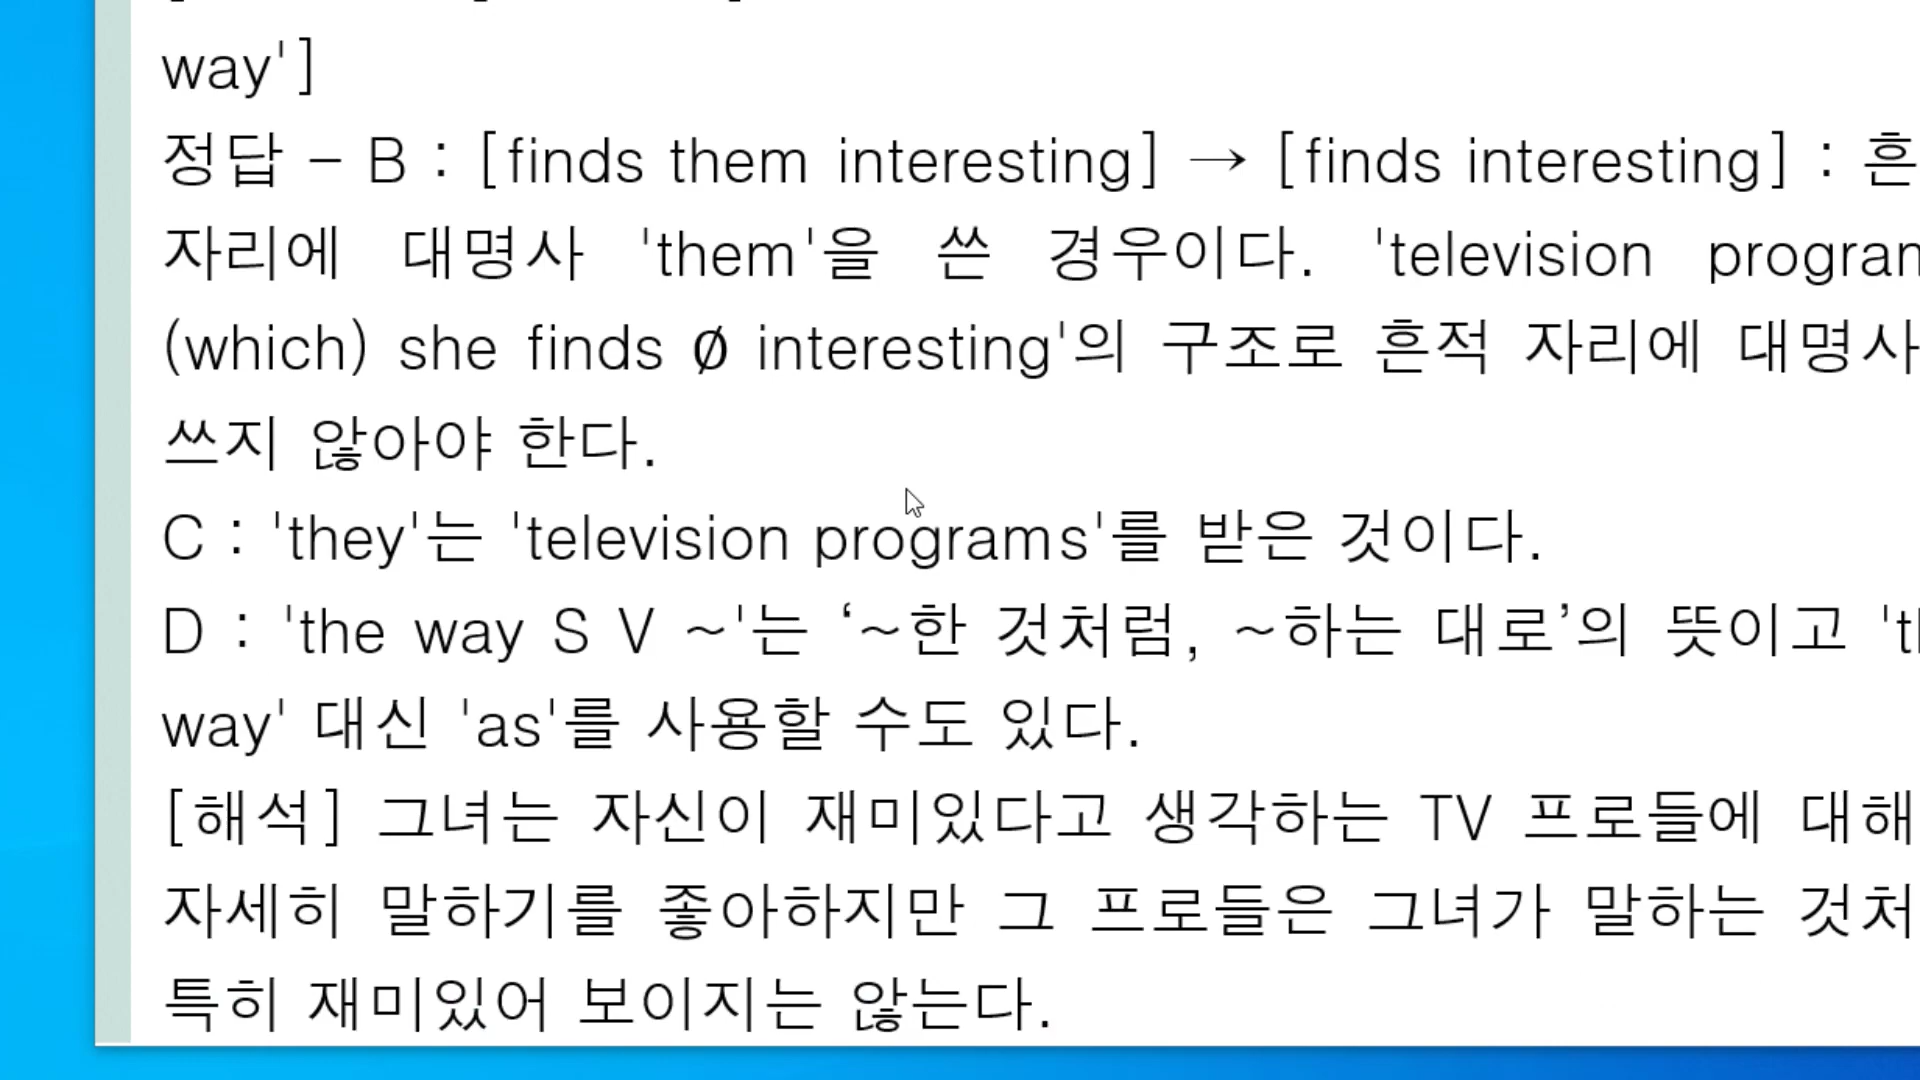 way']
정답 – B : [finds them interesting] → [finds interesting] : 흔
자리에 대명사 'them'을 쓴 경우이다. 'television progran
(which) she finds Ø interesting'의 구조로 흔적 자리에 대명사
쓰지 않아야 한다.
C : 'they'는 'television programs'를 받은 것이다.
D : 'the way S V ~'는 ‘~한 것처럼, ~하는 대로’의 뜻이고 't
way' 대신 'as'를 사용할 수도 있다.
[해석] 그녀는 자신이 재미있다고 생각하는 TV 프로들에 대해
자세히 말하기를 좋아하지만 그 프로들은 그녀가 말하는 것처
특히 재미있어 보이지는 않는다.